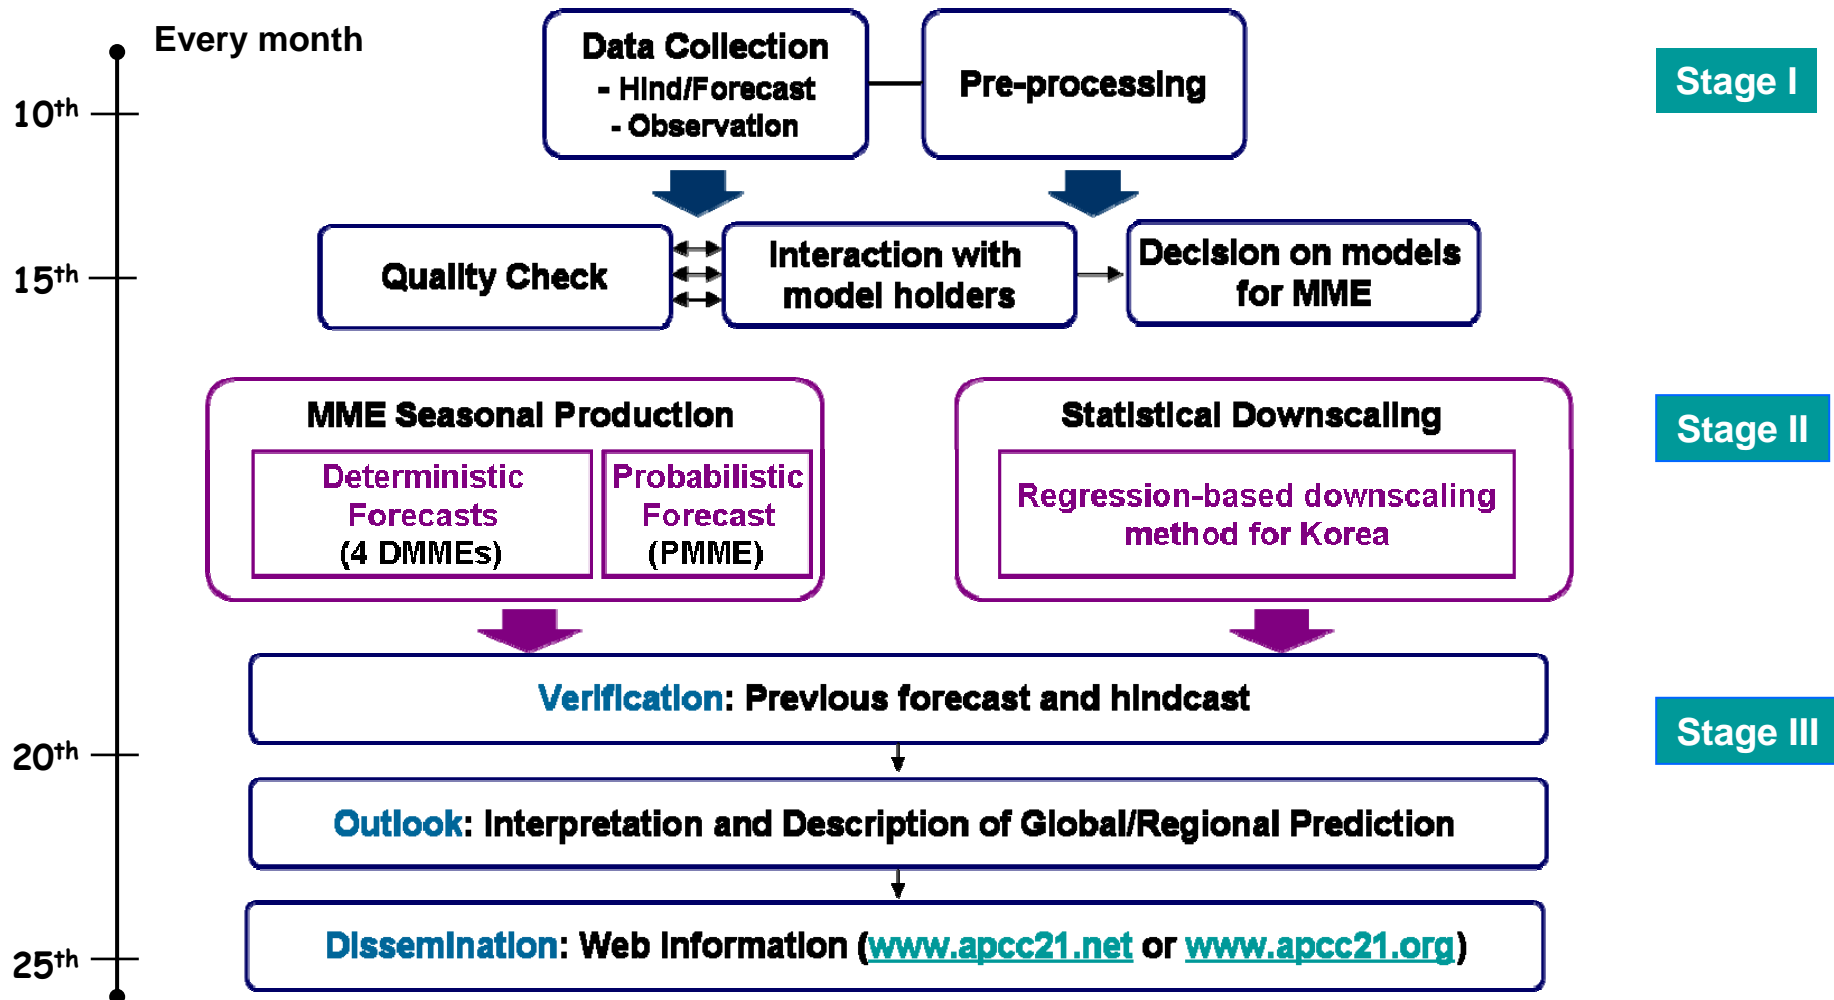 Every month
Data Collection
- Hind/Forecast
- Observation
Pre-processing
Stage I
10th
Quality Check
Interaction with
model holders
Decision on models
for MME
15th
MME Seasonal Production
Deterministic
Forecasts
(4 DMMEs)
Probabilistic
Forecast
(PMME)
Statistical Downscaling
Regression-based downscaling
method for Korea
Stage II
Verification: Previous forecast and hindcast
Stage III
20th
Outlook: Interpretation and Description of Global/Regional Prediction
Dissemination: Web Information (www.apcc21.net or www.apcc21.org)
25th